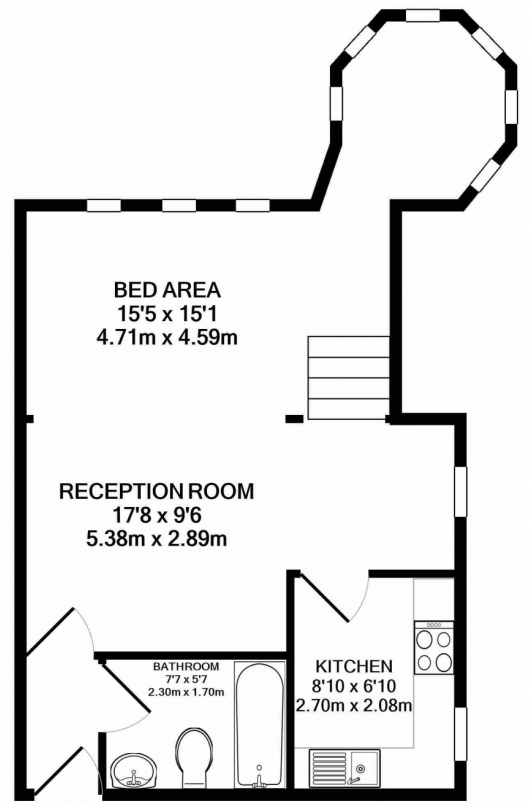 BED AREA
15'5 x 15'1
4.71m x 4.59m
RECEPTION ROOM
17'8 x 9'6
5.38m x 2.89m
BATHROOM
7'7 x 5'7
2.30m x 1.70m
KITCHEN
8'10 x 6'10
2.70m x 2.08m